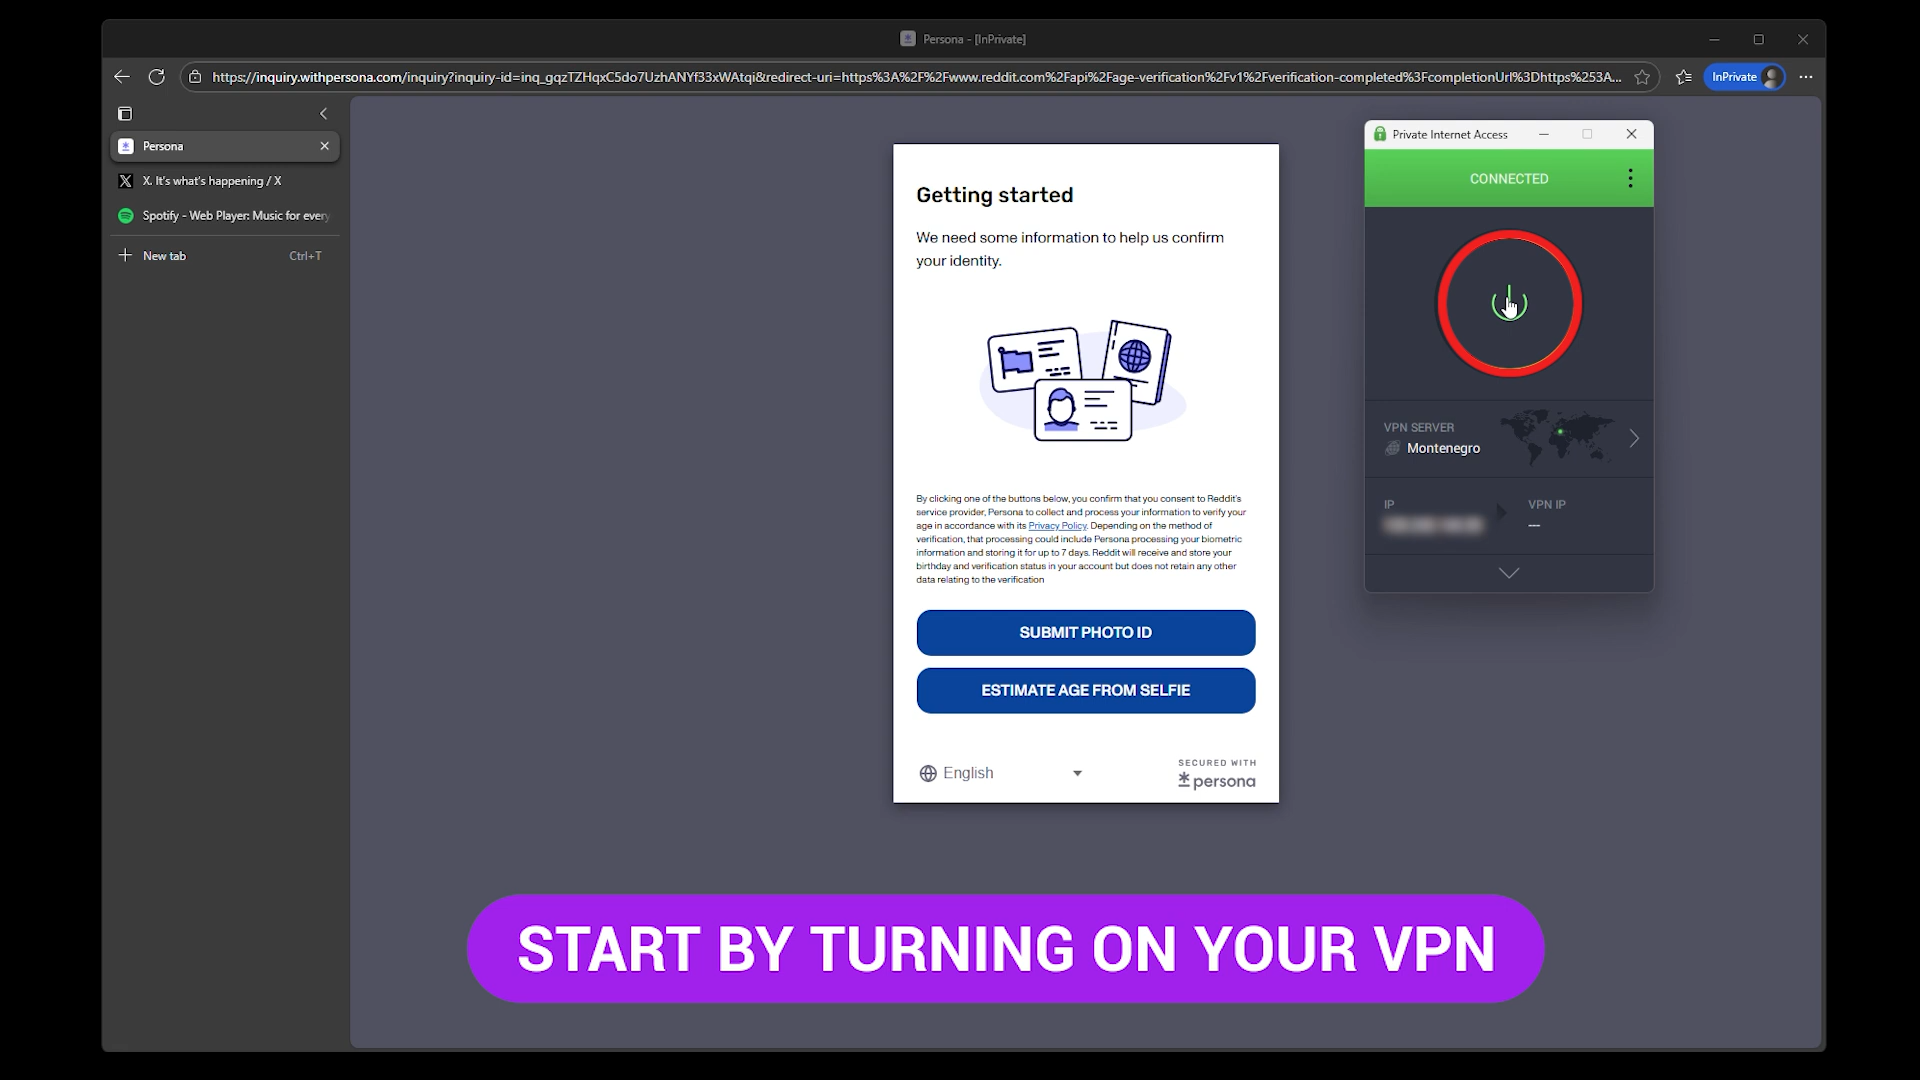 Persona - [InPrivate]
https://inquiry.withpersona.com/inquiry?inquiry-id=inq_gqzTZHqxC5do7UzhANYf33xWAtqi&redirect-uri=https%3A%2F%2Fwww.reddit.com%2Fapi%2Fage-verification%2Fv1%2Fverification-completed%3FcompletionUrl%3Dhttps%253A...
InPrivate
Persona
X. It's what's happening / X
Spotify - Web Player: Music for every
New tab Ctrl+T
Getting started
We need some information to help us confirm
your identity.
By clicking one of the buttons below, you confirm that you consent to Reddit's
service provider, Persona to collect and process your information to verify your
age in accordance with its Privacy Policy. Depending on the method of
verification, that processing could include Persona processing your biometric
information and storing it for up to 7 days. Reddit will receive and store your
birthday and verification status in your account but does not retain any other
data relating to the verification
SUBMIT PHOTO ID
ESTIMATE AGE FROM SELFIE
English
SECURED WITH
persona
Private Internet Access
CONNECTED
VPN SERVER
Montenegro
IP
VPN IP
---
START BY TURNING ON YOUR VPN